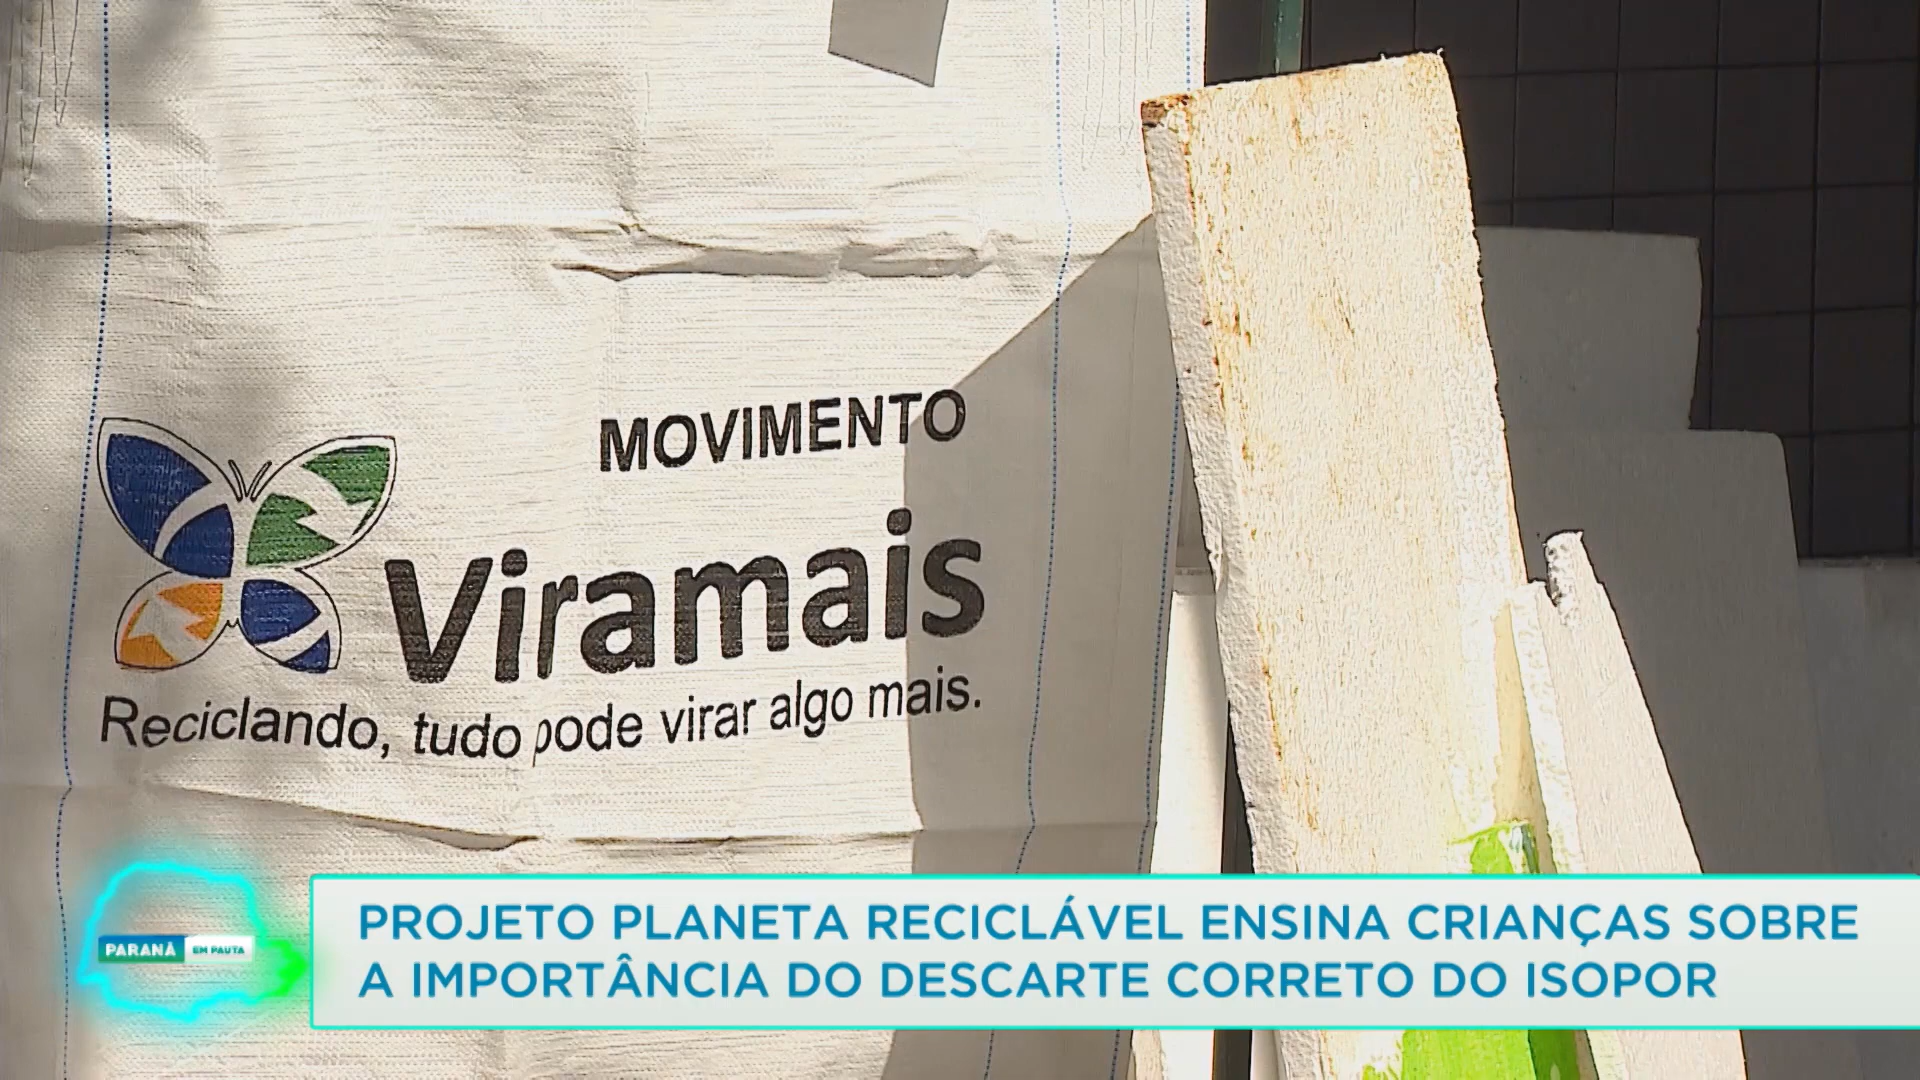 MOVIMENTO
Viramais
Reciclando, tudo pode virar algo mais.
PARANÁ EM PAUTA
PROJETO PLANETA RECICLÁVEL ENSINA CRIANÇAS SOBRE
A IMPORTÂNCIA DO DESCARTE CORRETO DO ISOPOR